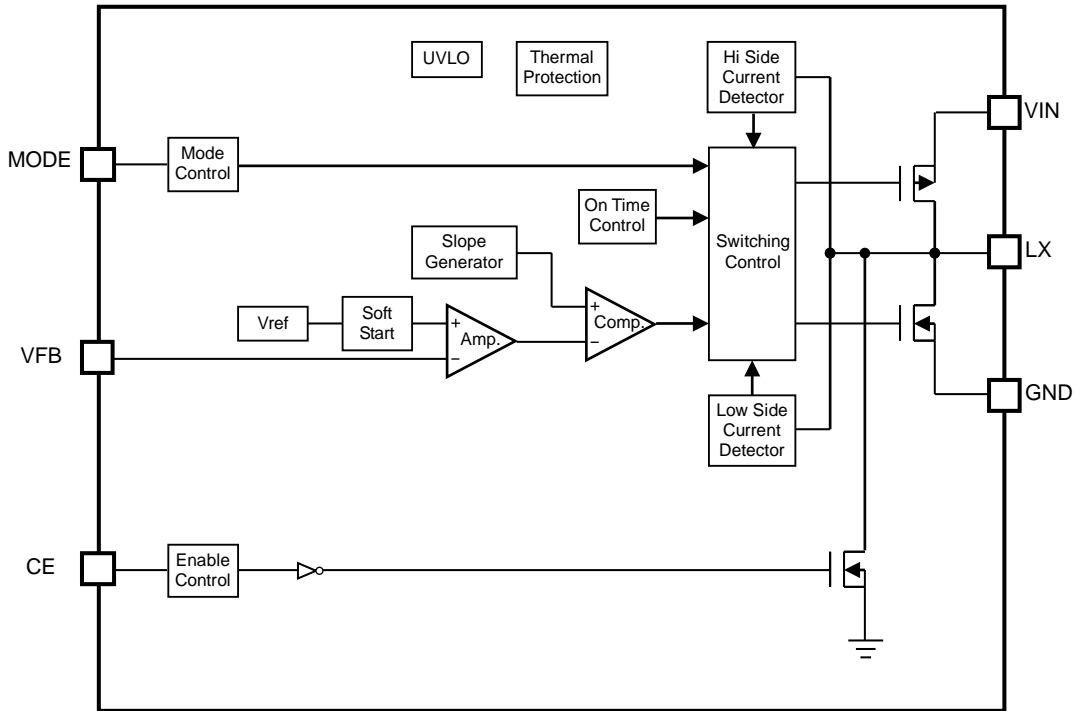 UVLO
Thermal
Protection
Hi Side
Current
Detector
VIN
MODE
Mode
Control
On Time
Control
Switching
Control
Slope
Generator
LX
Vref
Soft
Start
+
Amp.
−
+
Comp.
−
VFB
GND
Low Side
Current
Detector
CE
Enable
Control